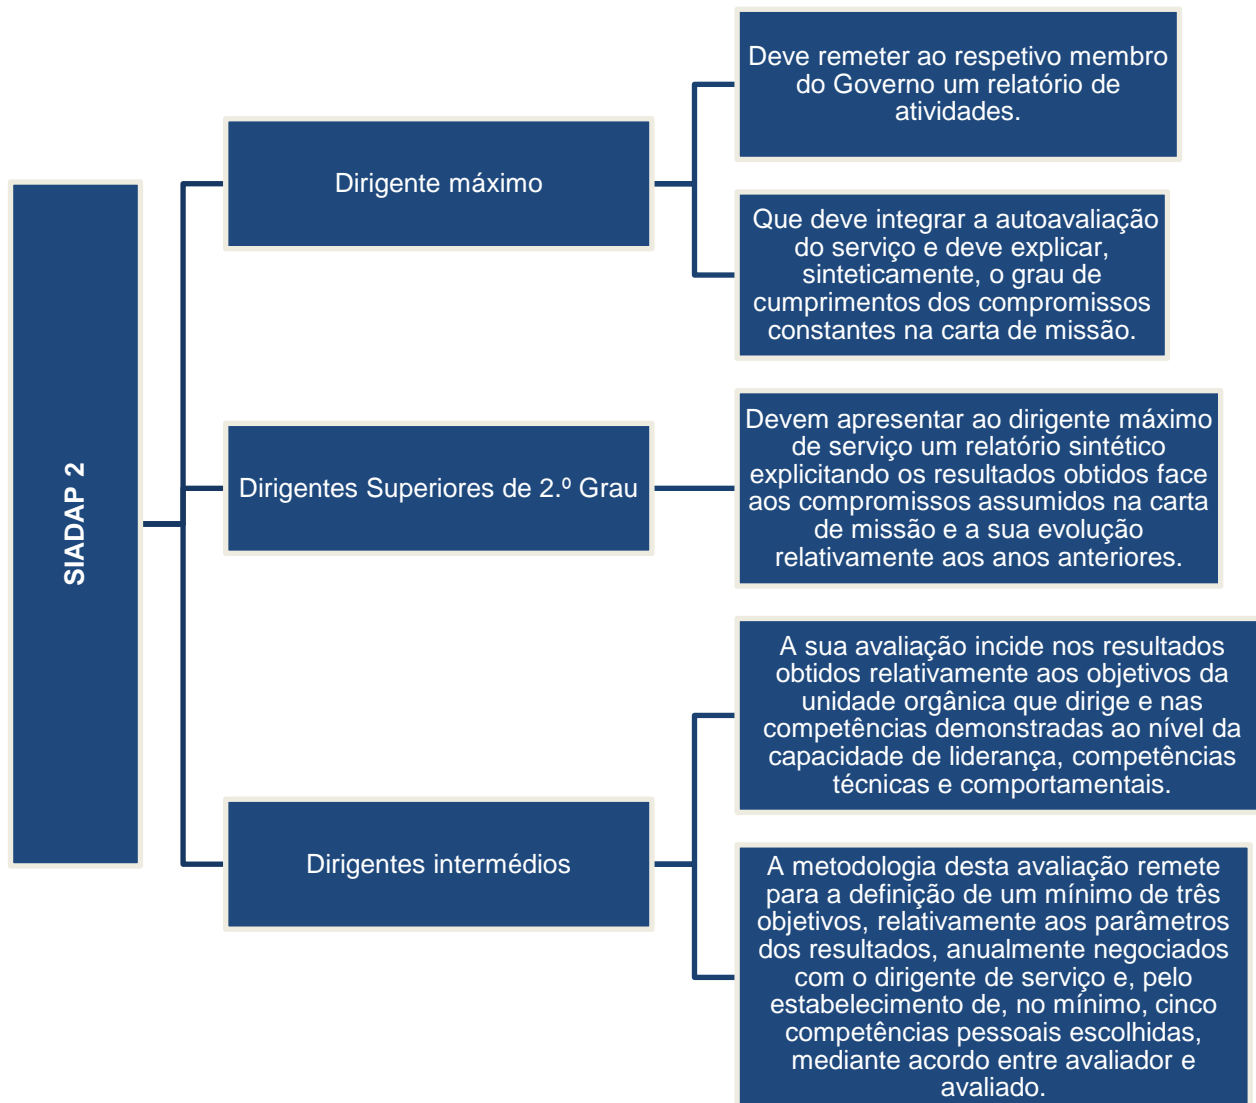 SIADAP 2
Dirigente máximo
Deve remeter ao respetivo membro
do Governo um relatório de
atividades.
Que deve integrar a autoavaliação
do serviço e deve explicar,
sinteticamente, o grau de
cumprimentos dos compromissos
constantes na carta de missão.
Dirigentes Superiores de 2.º Grau
Devem apresentar ao dirigente máximo
de serviço um relatório sintético
explicitando os resultados obtidos face
aos compromissos assumidos na carta
de missão e a sua evolução
relativamente aos anos anteriores.
Dirigentes intermédios
A sua avaliação incide nos resultados
obtidos relativamente aos objetivos da
unidade orgânica que dirige e nas
competências demonstradas ao nível da
capacidade de liderança, competências
técnicas e comportamentais.
A metodologia desta avaliação remete
para a definição de um mínimo de três
objetivos, relativamente aos parâmetros
dos resultados, anualmente negociados
com o dirigente de serviço e, pelo
estabelecimento de, no mínimo, cinco
competências pessoais escolhidas,
mediante acordo entre avaliador e
avaliado.